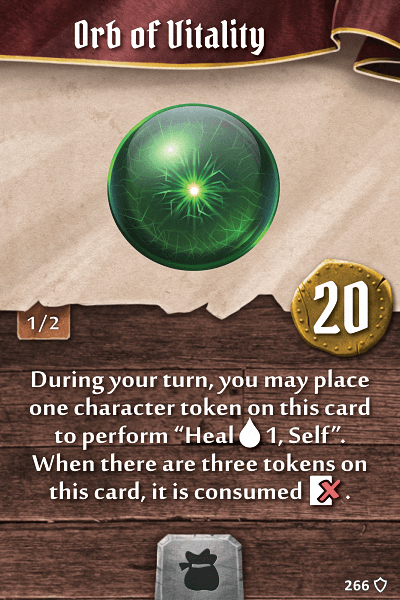 Orb of Vitality
20
1/2
During your turn, you may place
one character token on this card
to perform “Heal 1, Self”.
When there are three tokens on
this card, it is consumed .
266